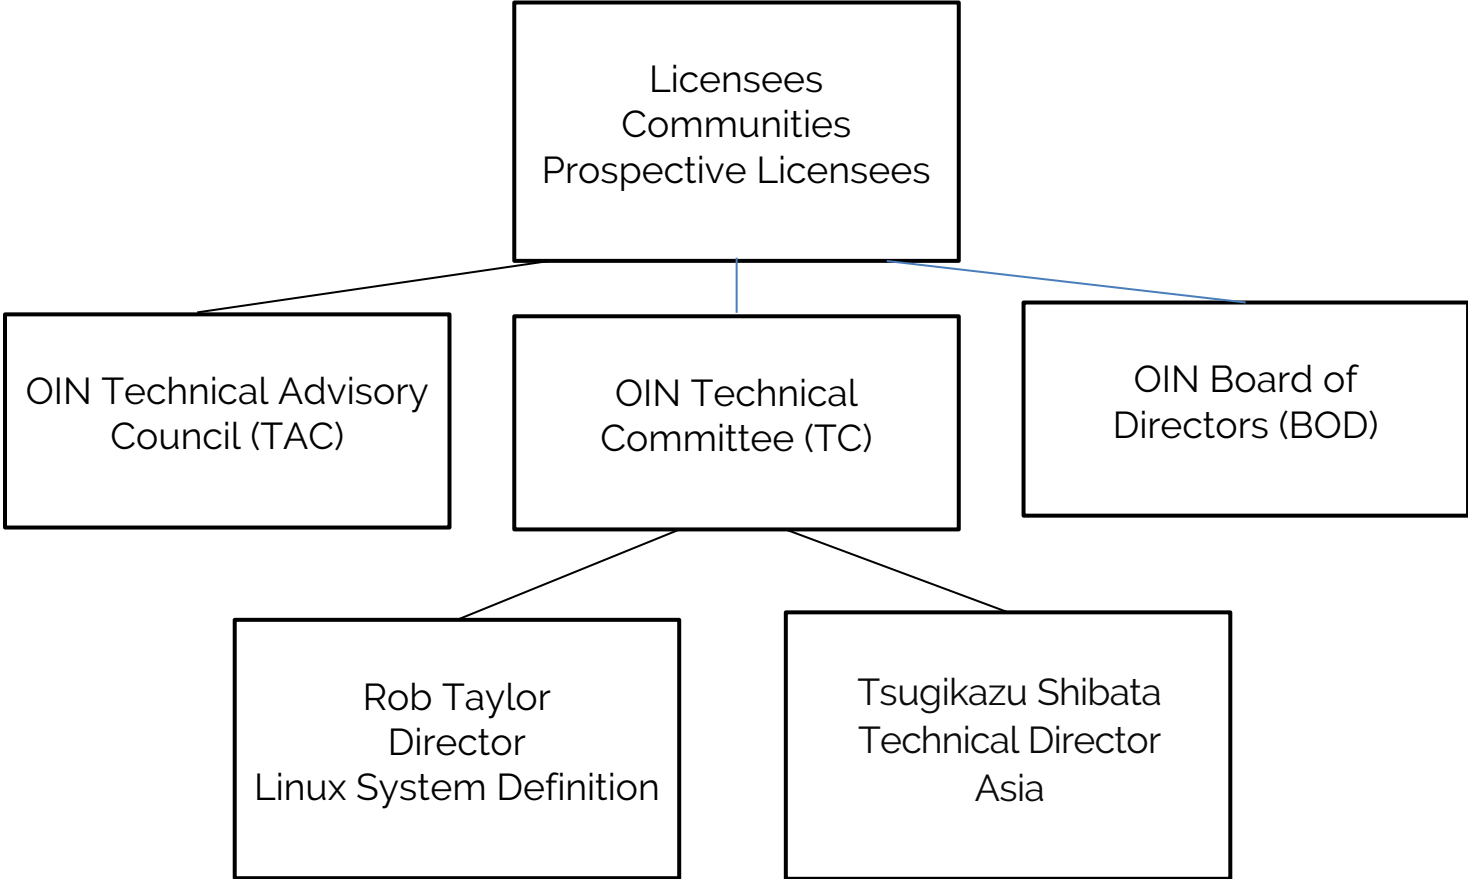 Licensees
Communities
Prospective Licensees
OIN Technical Advisory
Council (TAC)
OIN Technical
Committee (TC)
OIN Board of
Directors (BOD)
Rob Taylor
Director
Linux System Definition
Tsugikazu Shibata
Technical Director
Asia